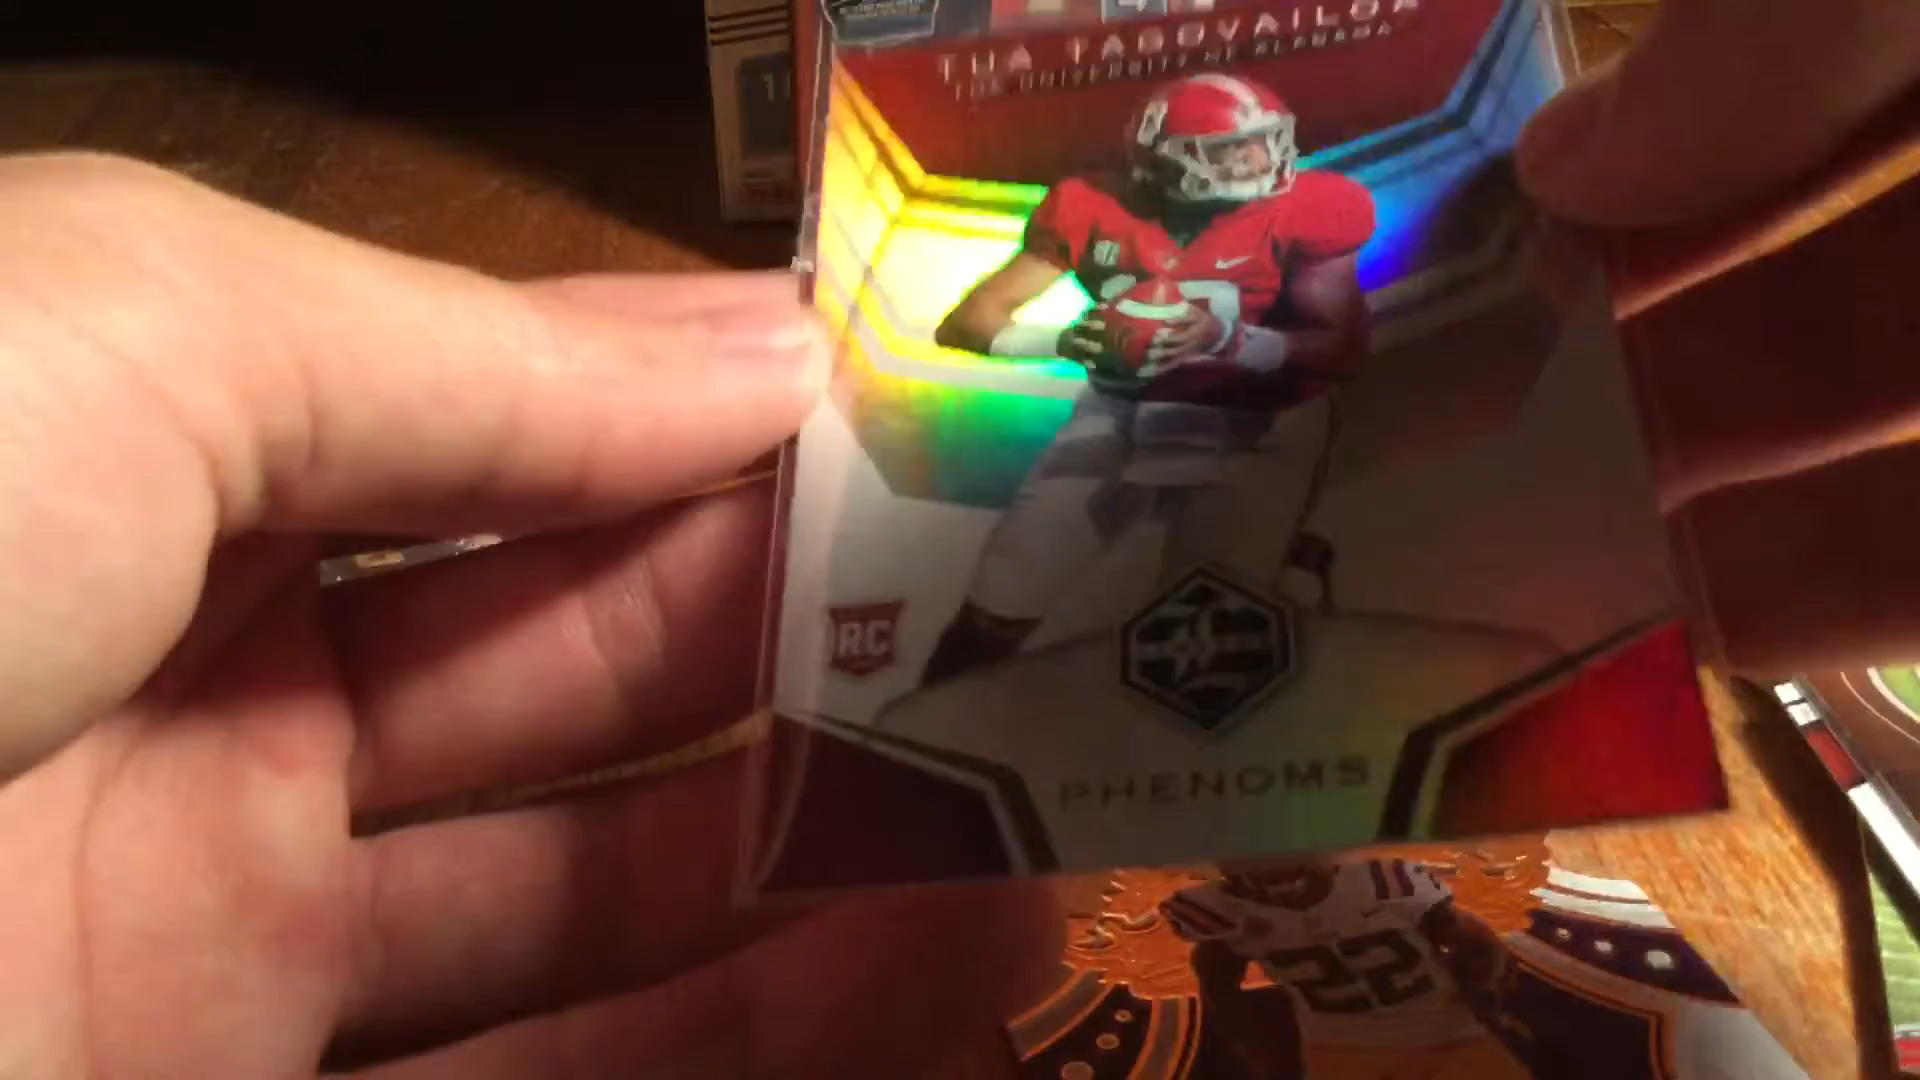 TUA TAGOVAILOA
THE UNIVERSITY OF ALABAMA
RC
PHENOMS
22